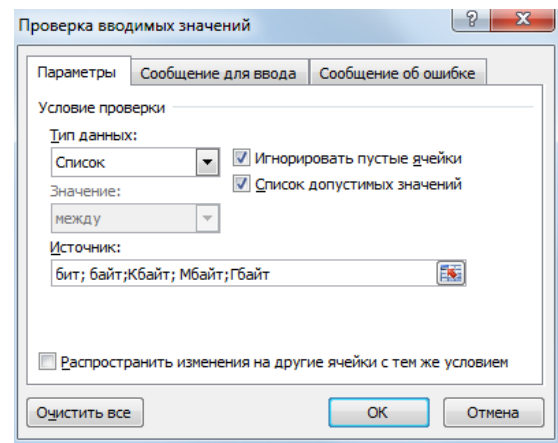 Проверка вводимых значений
Параметры Сообщение для ввода Сообщение об ошибке
Условие проверки
Тип данных:
Список Игнорировать пустые ячейки
Значение: Список допустимых значений
между
Источник:
бит; байт;Кбайт; Мбайт;Гбайт
Распространить изменения на другие ячейки с тем же условием
Очистить все ОК Отмена